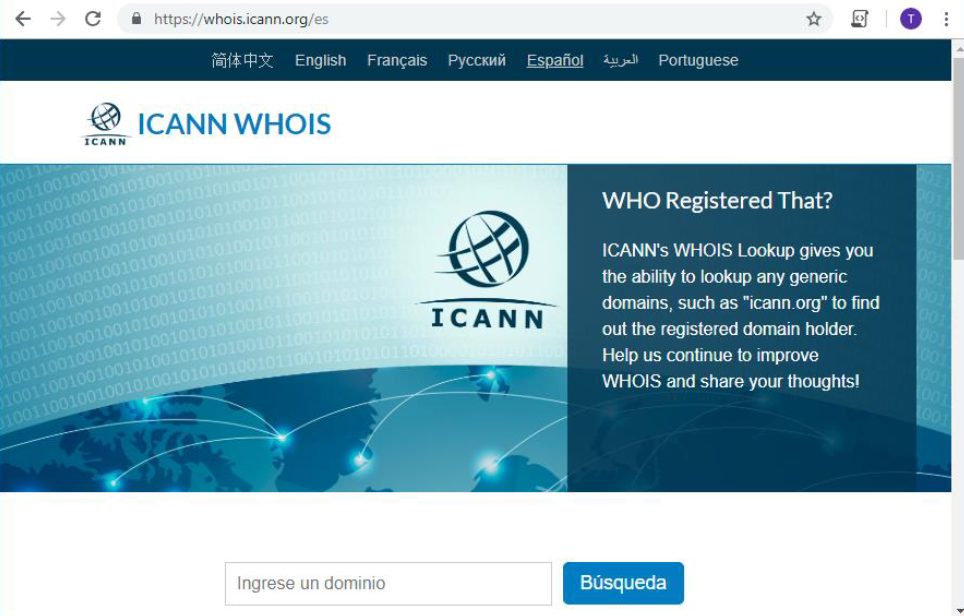 https://whois.icann.org/es
T
简体中文 English Français Русский Español العربية Portuguese
ICANN
ICANN WHOIS
ICANN
WHO Registered That?
ICANN's WHOIS Lookup gives you
the ability to lookup any generic
domains, such as "icann.org" to find
out the registered domain holder.
Help us continue to improve
WHOIS and share your thoughts!
Ingrese un dominio
Búsqueda